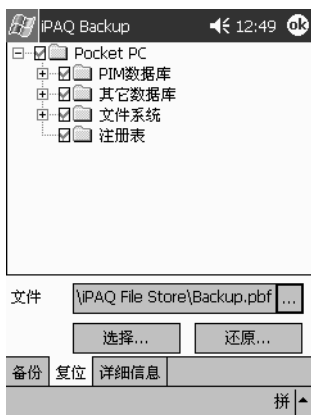 iPAQ Backup 12:49 ok
Pocket PC
PIM数据库
其它数据库
文件系统
注册表
文件 \iPAQ File Store\Backup.pbf ...
选择... 还原...
备份 复位 详细信息
拼